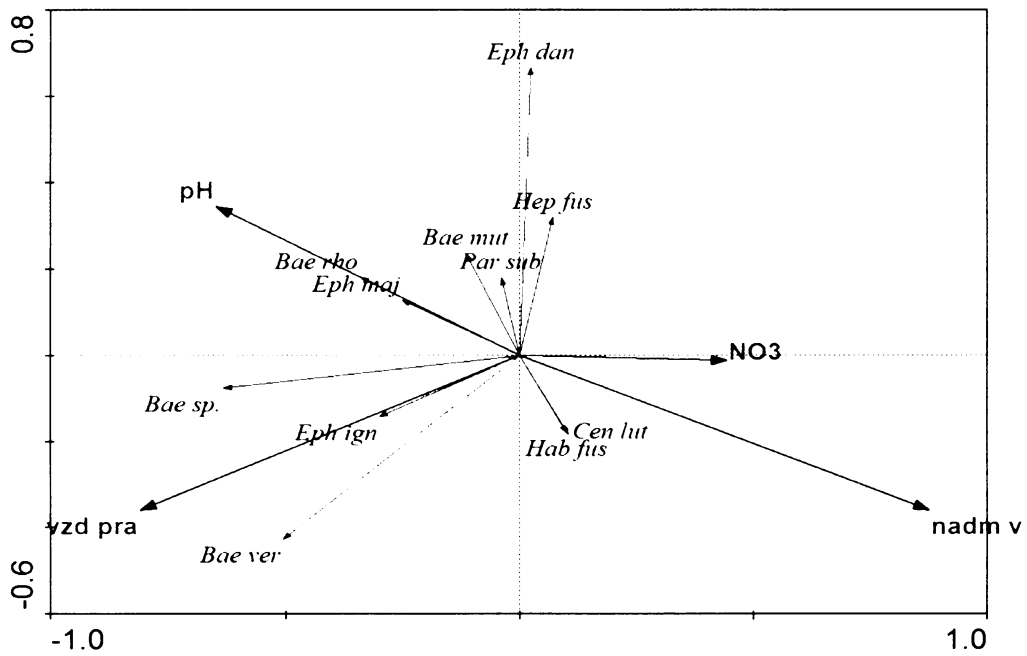 0.8
Eph dan
pH
Hep fus
Bae mut
Bae rho
Par sub
Eph maj
NO3
Bae sp.
Eph ign
Cen lut
Hab fus
vzd pra
nadm v
Bae ver
-0.6
-1.0
1.0